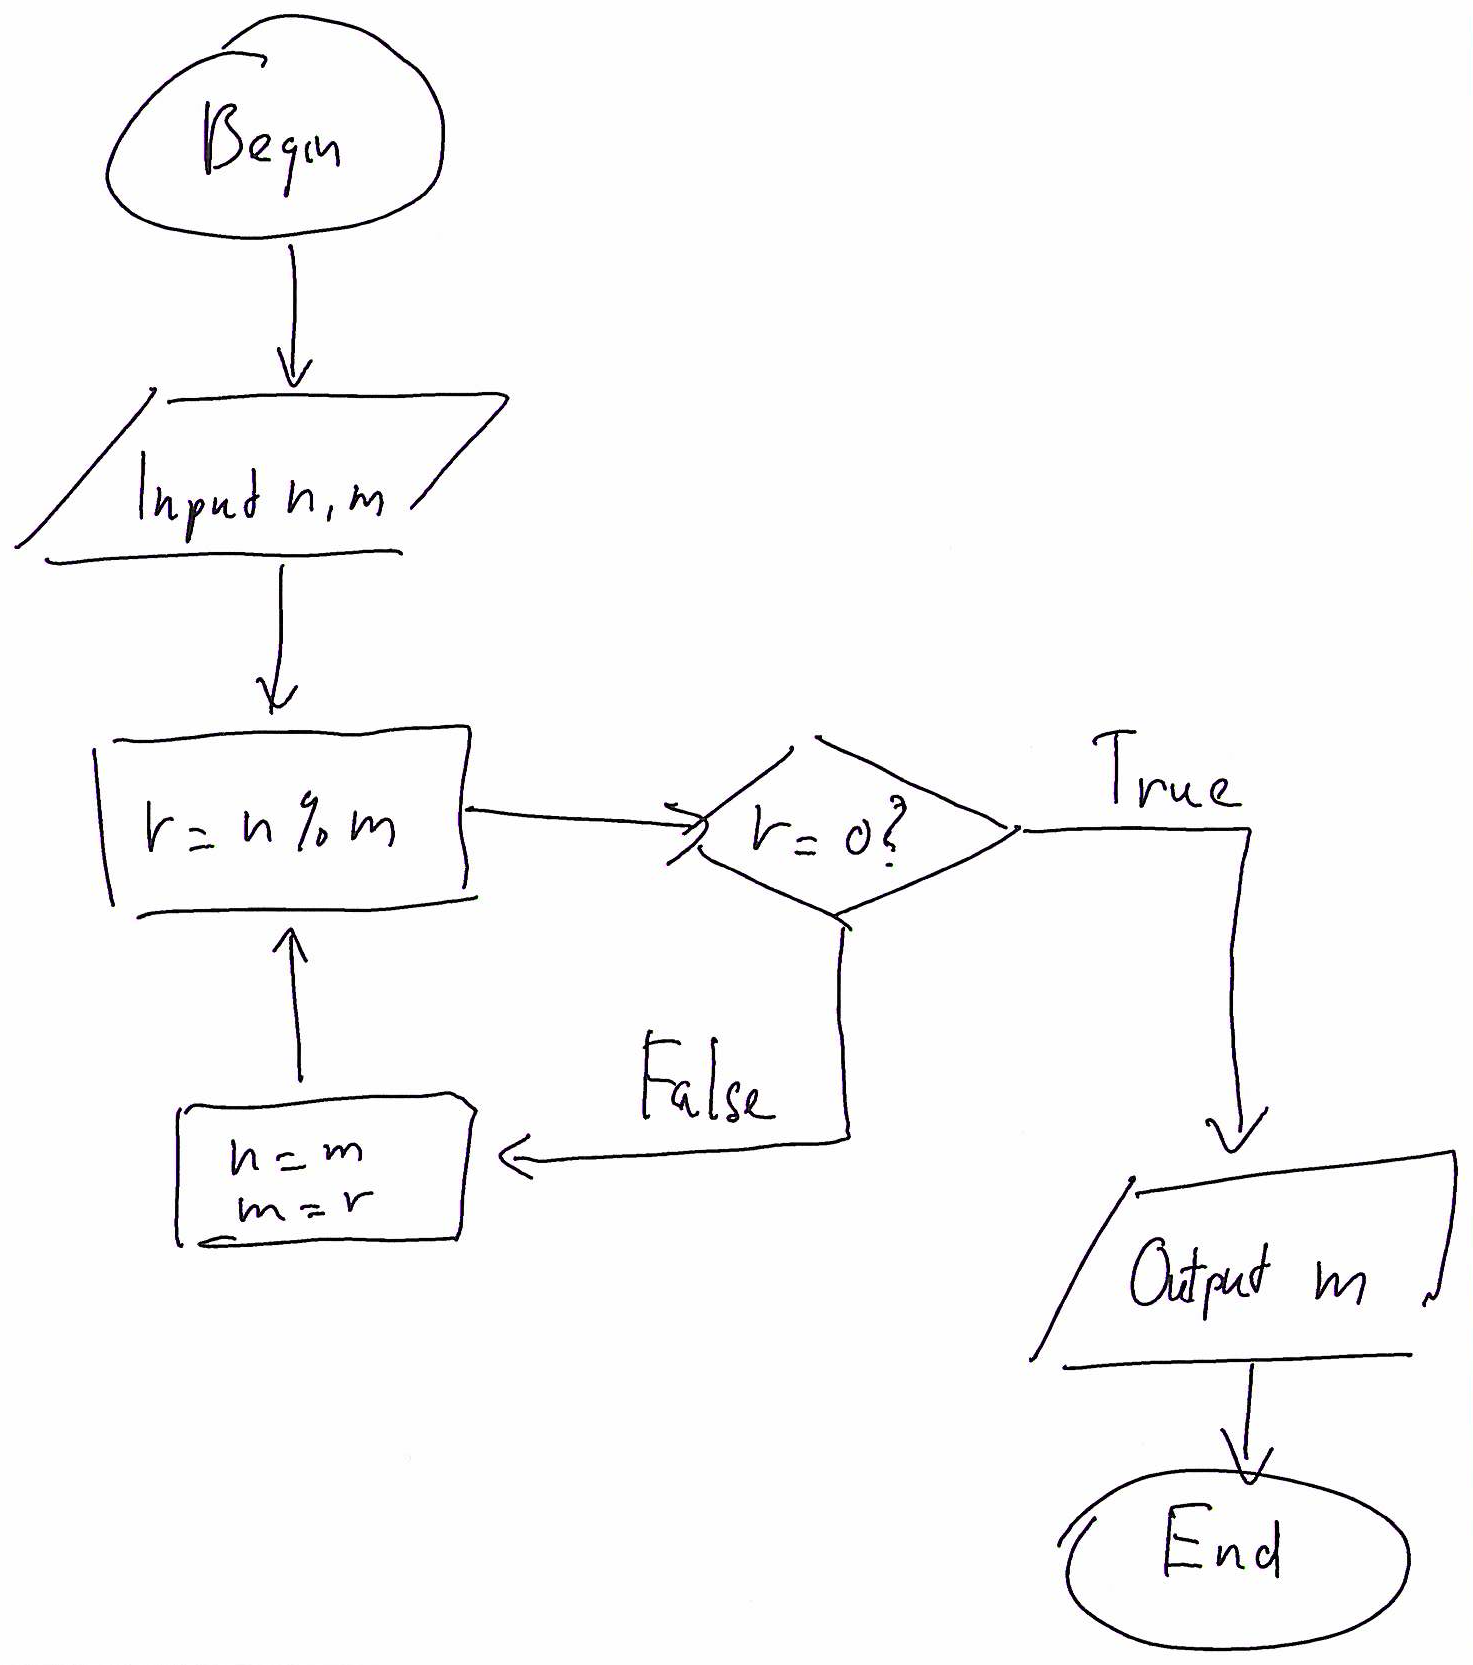 Begin
Input n, m
r = n % m
r = 0?
True
False
n = m
m = r
Output m
End